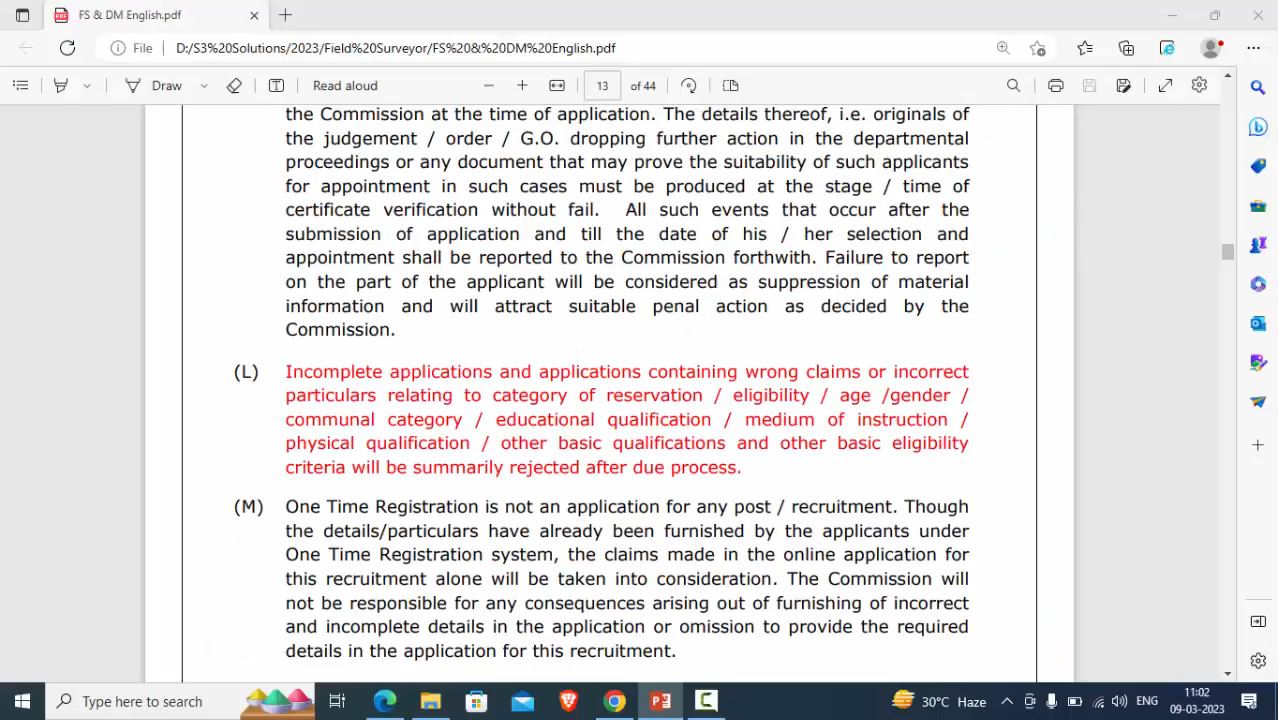 FS & DM English.pdf
File
D:/S3%20Solutions/2023/Field%20Surveyor/FS%20&%20DM%20English.pdf
Draw
Read aloud
13 of 44
the Commission at the time of application. The details thereof, i.e. originals of
the judgement / order / G.O. dropping further action in the departmental
proceedings or any document that may prove the suitability of such applicants
for appointment in such cases must be produced at the stage / time of
certificate verification without fail. All such events that occur after the
submission of application and till the date of his / her selection and
appointment shall be reported to the Commission forthwith. Failure to report
on the part of the applicant will be considered as suppression of material
information and will attract suitable penal action as decided by the
Commission.
(L) Incomplete applications and applications containing wrong claims or incorrect
particulars relating to category of reservation / eligibility / age /gender /
communal category / educational qualification / medium of instruction /
physical qualification / other basic qualifications and other basic eligibility
criteria will be summarily rejected after due process.
(M) One Time Registration is not an application for any post / recruitment. Though
the details/particulars have already been furnished by the applicants under
One Time Registration system, the claims made in the online application for
this recruitment alone will be taken into consideration. The Commission will
not be responsible for any consequences arising out of furnishing of incorrect
and incomplete details in the application or omission to provide the required
details in the application for this recruitment.
Type here to search
30°C Haze
ENG
11:02
09-03-2023